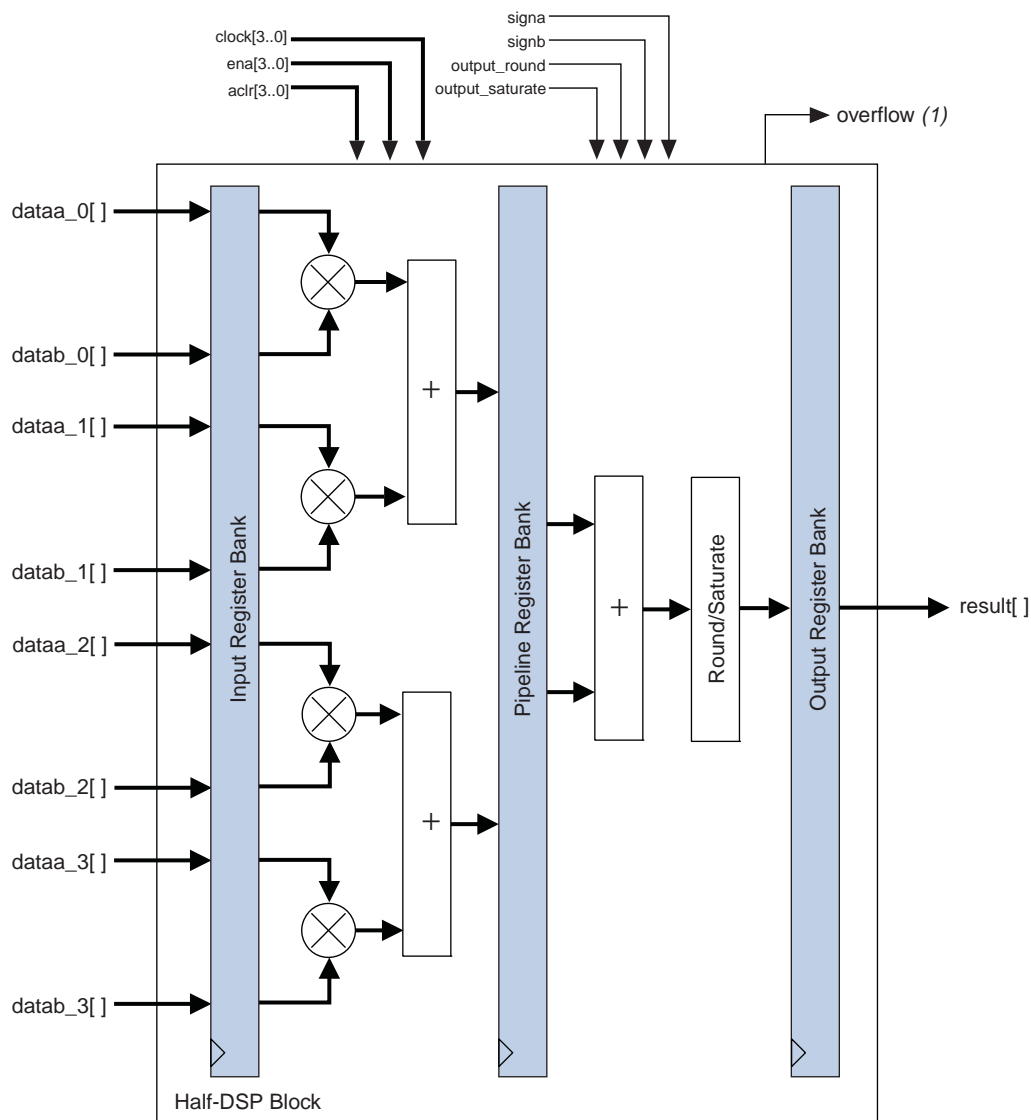 signa
clock[3..0]
signb
ena[3..0]
output_round
aclr[3..0]
output_saturate
overflow (1)
dataa_0[ ]
datab_0[ ]
dataa_1[ ]
datab_1[ ]
dataa_2[ ]
datab_2[ ]
dataa_3[ ]
datab_3[ ]
Input Register Bank
+
+
Pipeline Register Bank
+
Round/Saturate
Output Register Bank
result[ ]
Half-DSP Block